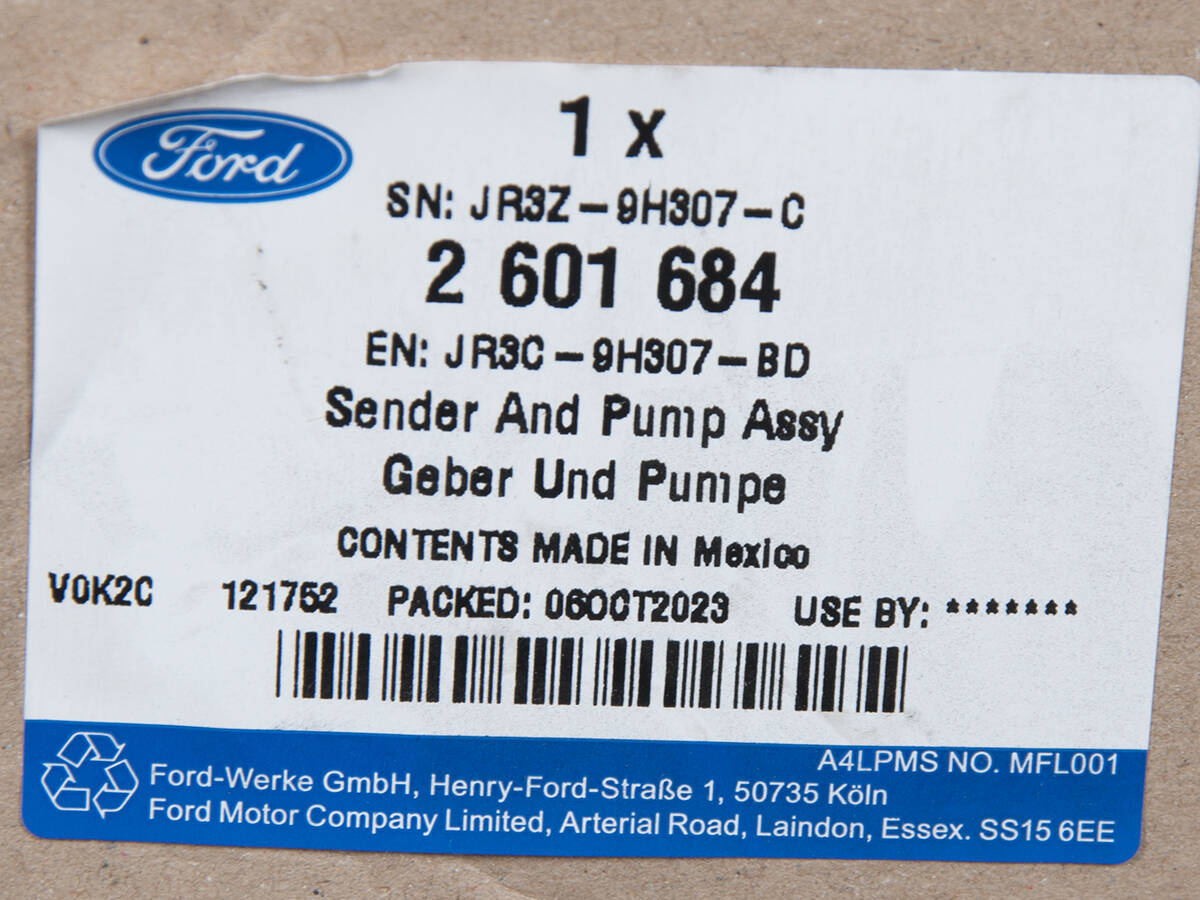 Ford
1 x
SN: JR3Z-9H307-C
2 601 684
EN: JR3C-9H307-BD
Sender And Pump Assy
Geber Und Pumpe
CONTENTS MADE IN Mexico
V0K2C 121752 PACKED: 06OCT2023 USE BY: *******
A4LPMS NO. MFL001
Ford-Werke GmbH, Henry-Ford-Straße 1, 50735 Köln
Ford Motor Company Limited, Arterial Road, Laindon, Essex. SS15 6EE